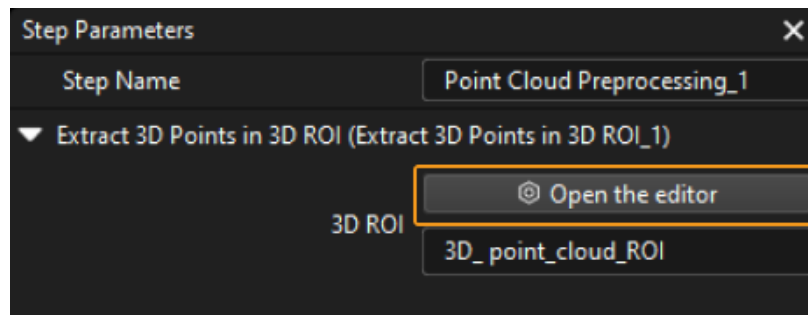 Step Parameters
Step Name Point Cloud Preprocessing_1
Extract 3D Points in 3D ROI (Extract 3D Points in 3D ROI_1)
Open the editor
3D ROI
3D_ point_cloud_ROI